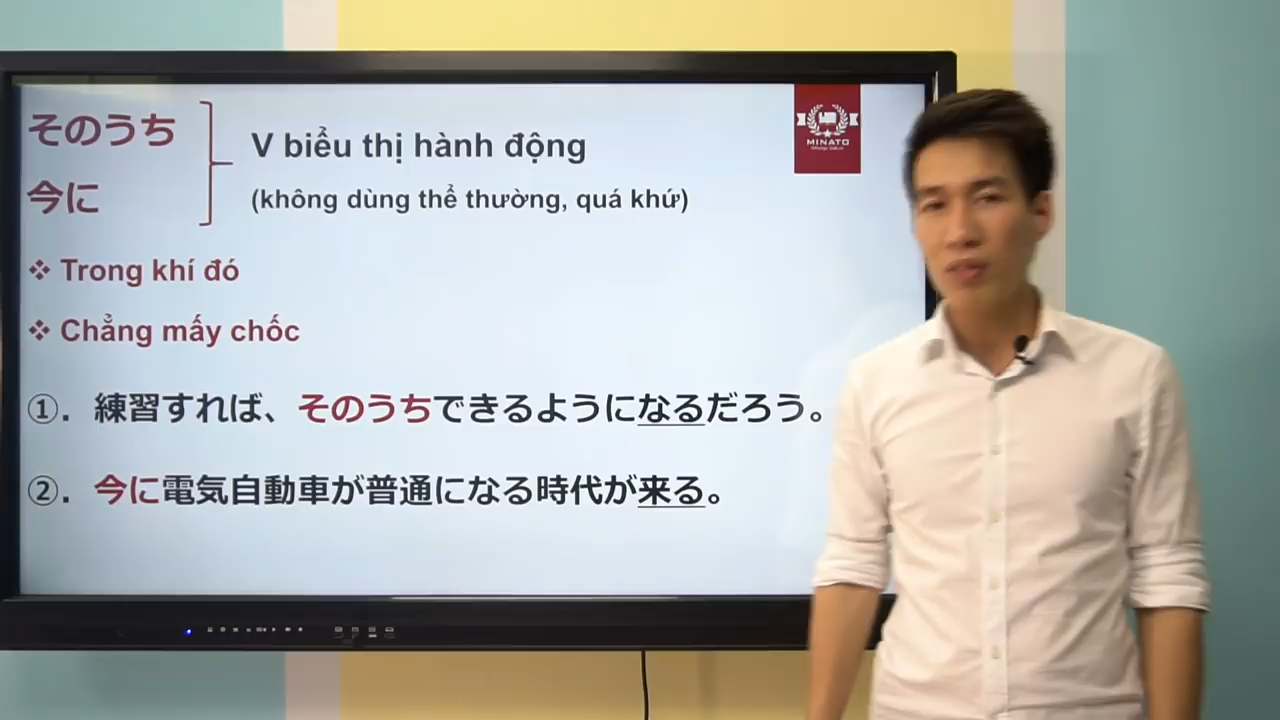 そのうち
V biểu thị hành động
今に
(không dùng thể thường, quá khứ)
MINATO
❖ Trong khí đó
❖ Chẳng mấy chốc
①. 練習すれば、そのうちできるようになるだろう。
②. 今に電気自動車が普通になる時代が来る。